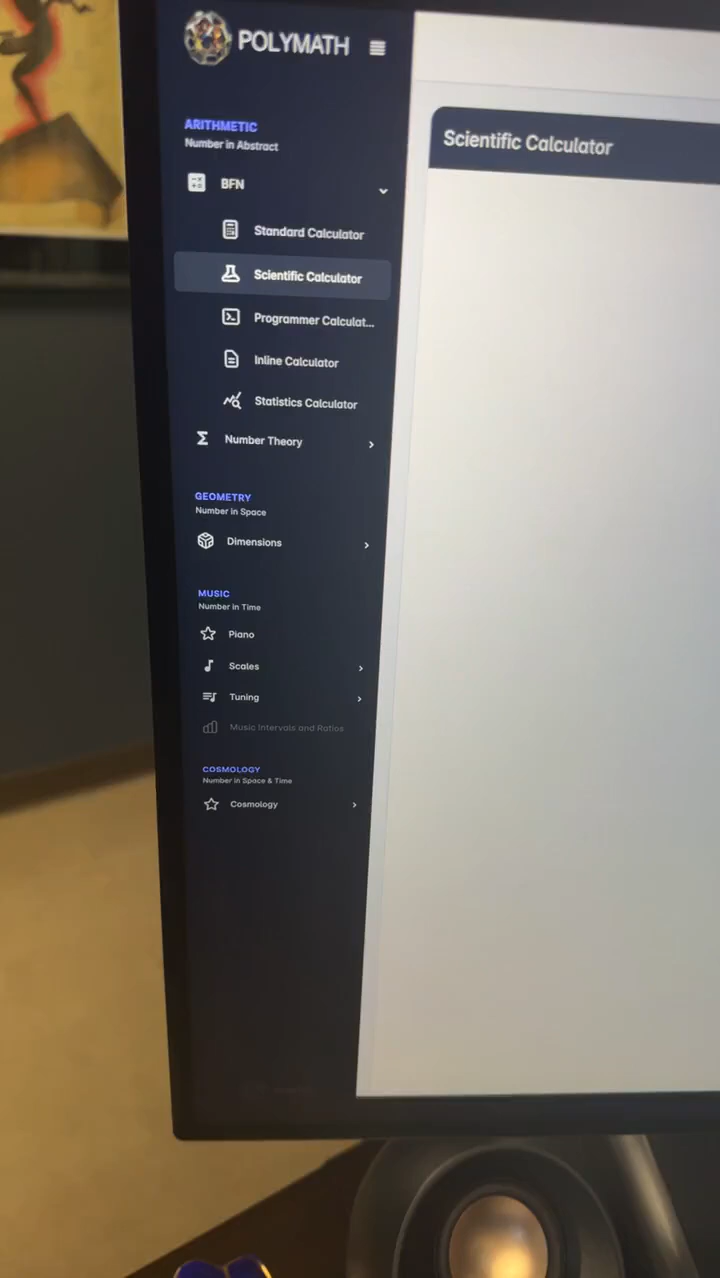 POLYMATH
Scientific Calculator
ARITHMETIC
Number in Abstract
BFN
Standard Calculator
Scientific Calculator
Programmer Calculat...
Inline Calculator
Statistics Calculator
Number Theory
GEOMETRY
Number in Space
Dimensions
MUSIC
Number in Time
Piano
Scales
Tuning
Music Intervals and Ratios
COSMOLOGY
Number in Space & Time
Cosmology